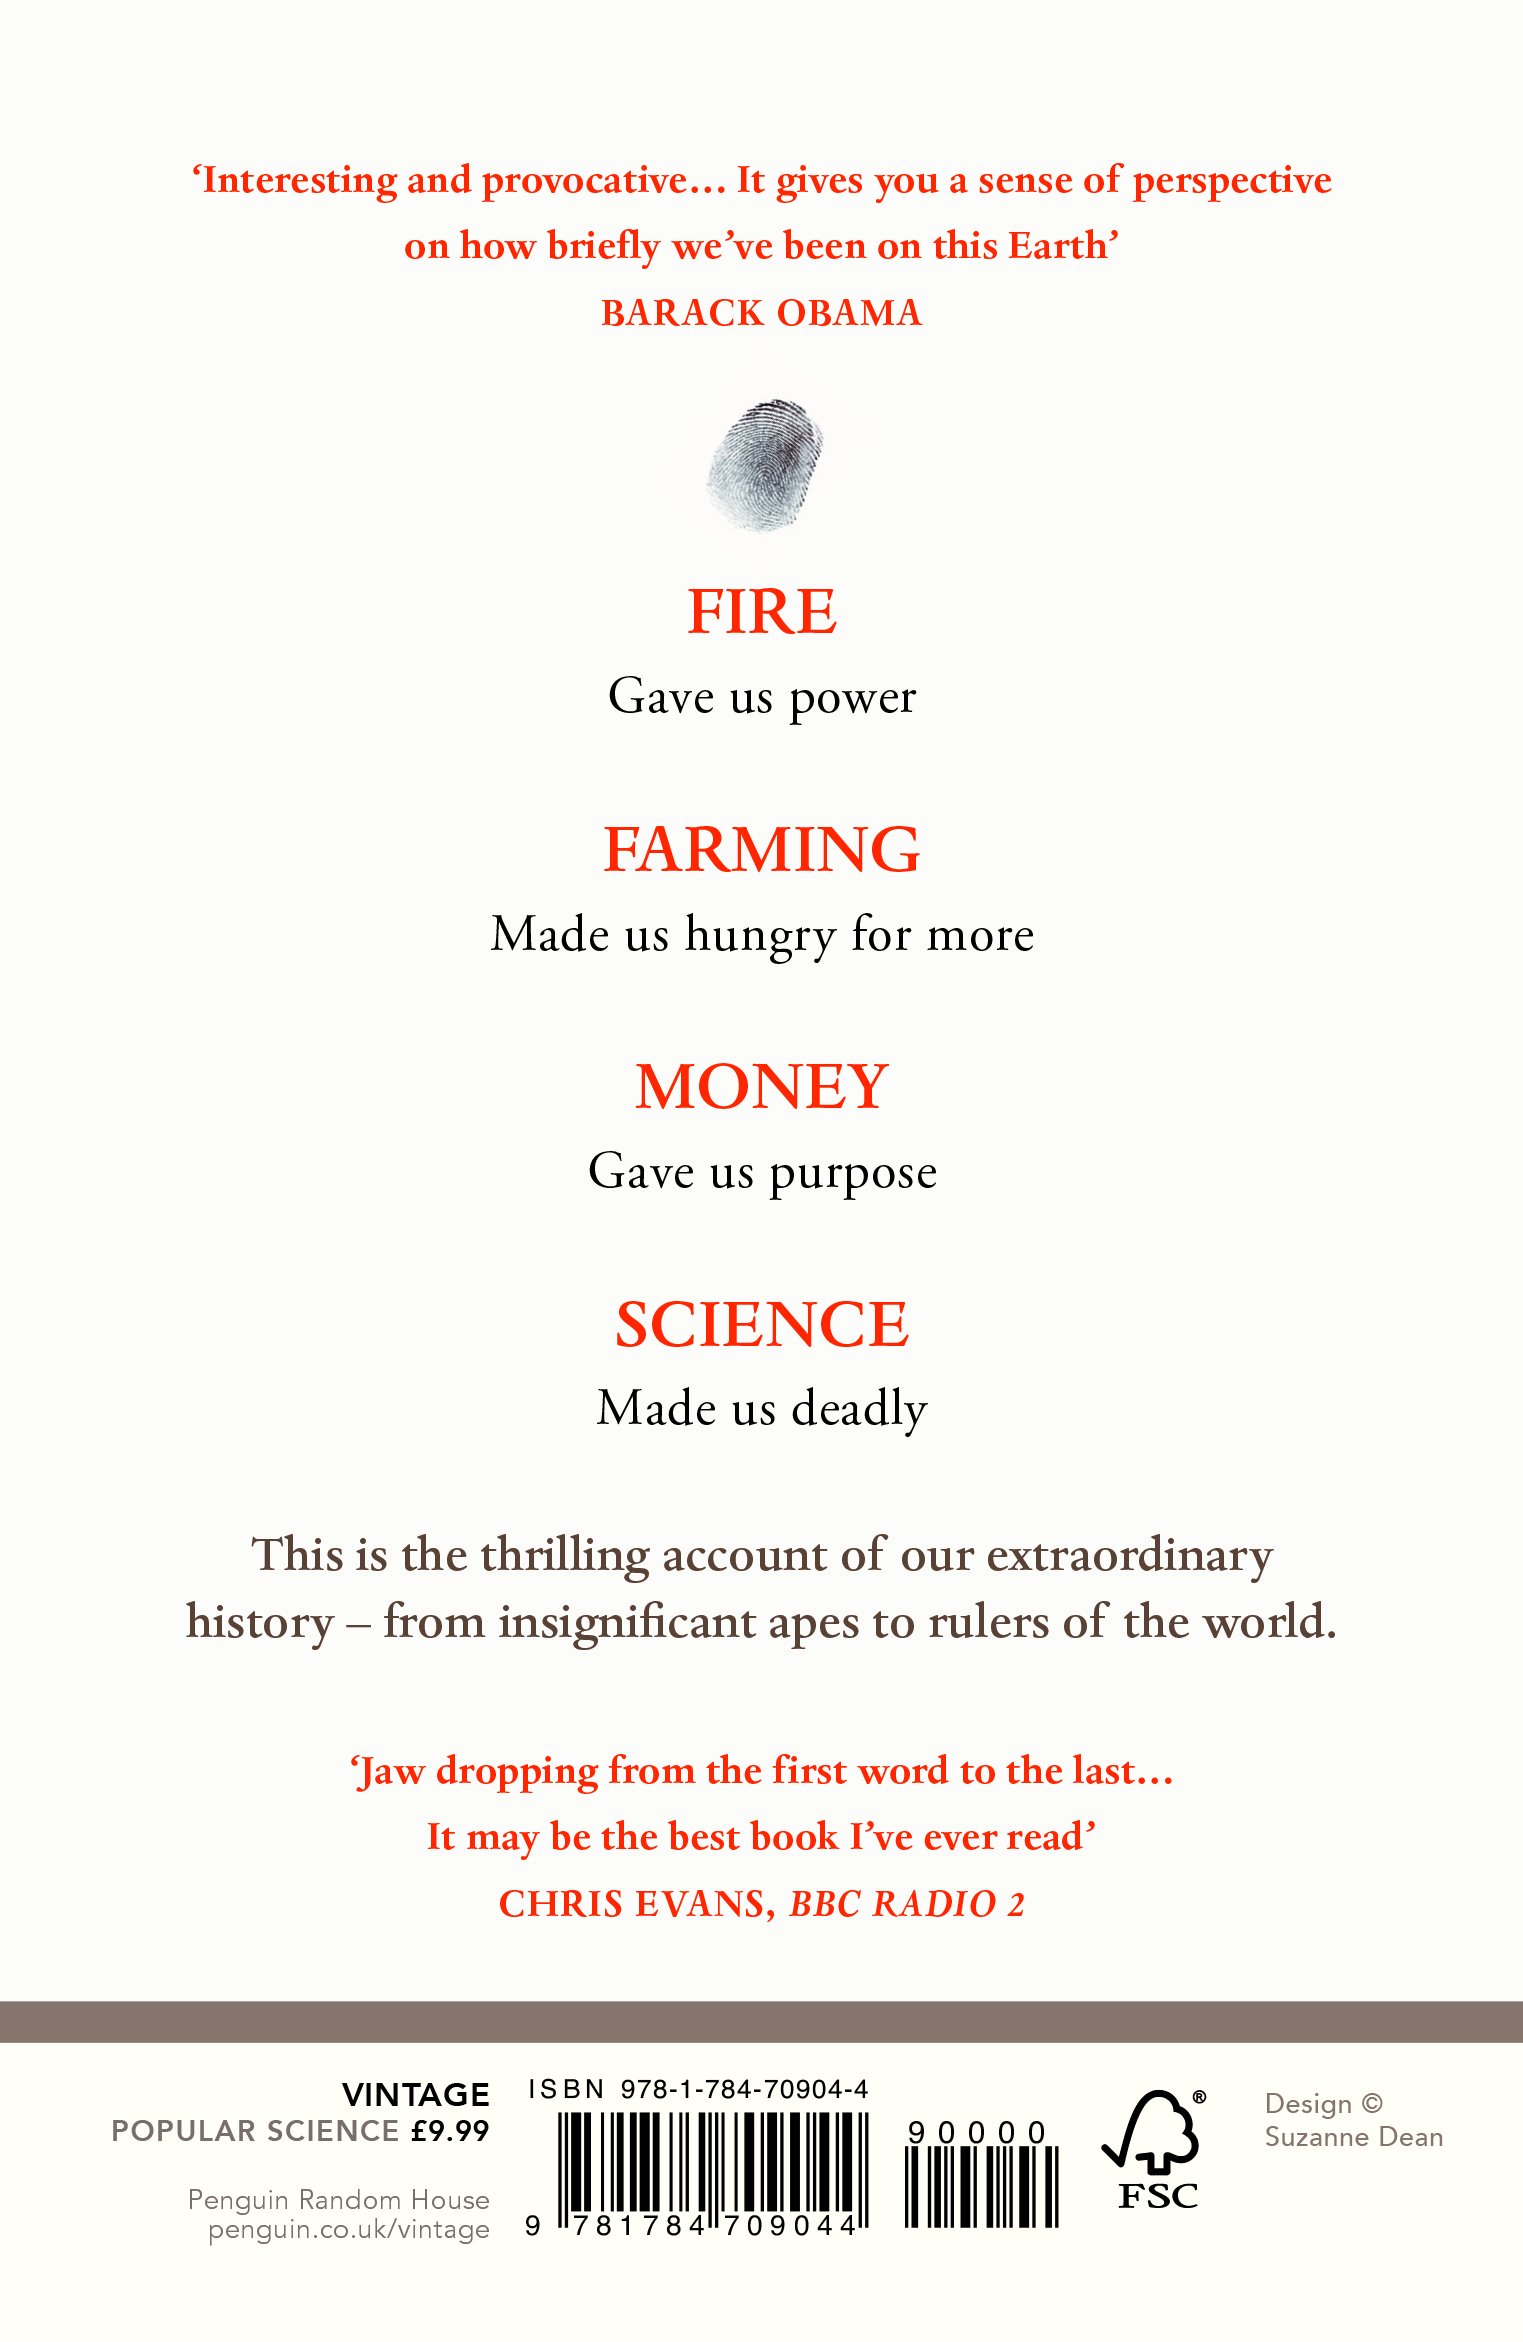 ‘Interesting and provocative... It gives you a sense of perspective
on how briefly we’ve been on this Earth’
BARACK OBAMA
FIRE
Gave us power
FARMING
Made us hungry for more
MONEY
Gave us purpose
SCIENCE
Made us deadly
This is the thrilling account of our extraordinary
history – from insignificant apes to rulers of the world.
‘Jaw dropping from the first word to the last...
It may be the best book I’ve ever read’
CHRIS EVANS, BBC RADIO 2
VINTAGE
POPULAR SCIENCE £9.99
Penguin Random House
penguin.co.uk/vintage
ISBN 978-1-784-70904-4
9 781784 709044
90000
®
FSC
Design ©
Suzanne Dean